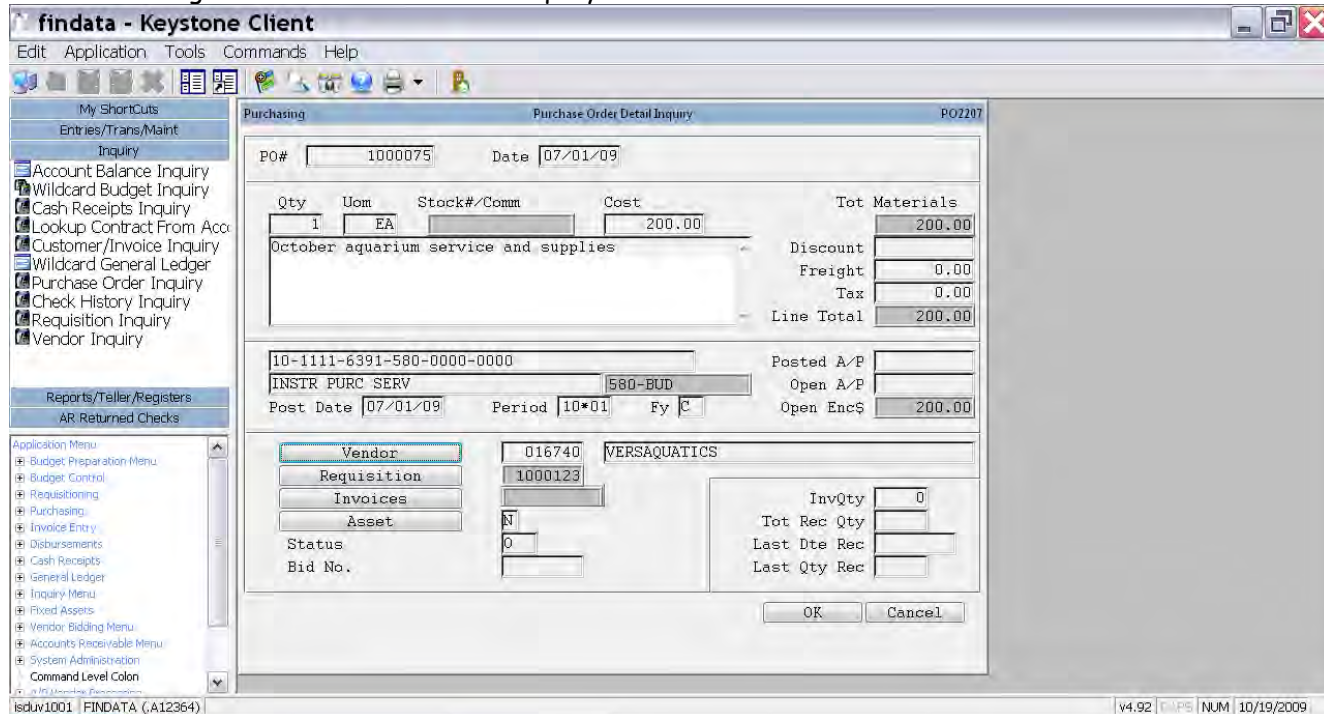 findata - Keystone Client
Edit Application Tools Commands Help
My ShortCuts
Entries/Trans/Maint
Inquiry
Account Balance Inquiry
Wildcard Budget Inquiry
Cash Receipts Inquiry
Lookup Contract From Acco
Customer/Invoice Inquiry
Wildcard General Ledger
Purchase Order Inquiry
Check History Inquiry
Requisition Inquiry
Vendor Inquiry
Reports/Teller/Registers
AR Returned Checks
Application Menu
Budget Preparation Menu
Budget Control
Requisitioning
Purchasing
Invoice Entry
Disbursements
Cash Receipts
General Ledger
Inquiry Menu
Fixed Assets
Vendor Bidding Menu
Accounts Receivable Menu
System Administration
Command Level Colon
Purchasing Purchase Order Detail Inquiry PO2207
PO# 1000075 Date 07/01/09
Qty Uom Stock#/Comm Cost Tot Materials
1 EA 200.00 200.00
October aquarium service and supplies Discount
Freight 0.00
Tax 0.00
Line Total 200.00
10-1111-6391-580-0000-0000 Posted A/P
INSTR PURC SERV 580-BUD Open A/P
Post Date 07/01/09 Period 10*01 Fy C Open Enc$ 200.00
Vendor 016740 VERSAQUATICS
Requisition 1000123
Invoices InvQty 0
Asset N Tot Rec Qty
Status O Last Dte Rec
Bid No. Last Qty Rec
OK Cancel
isduv1001 FINDATA (,A12364) v4.92 NUM 10/19/2009